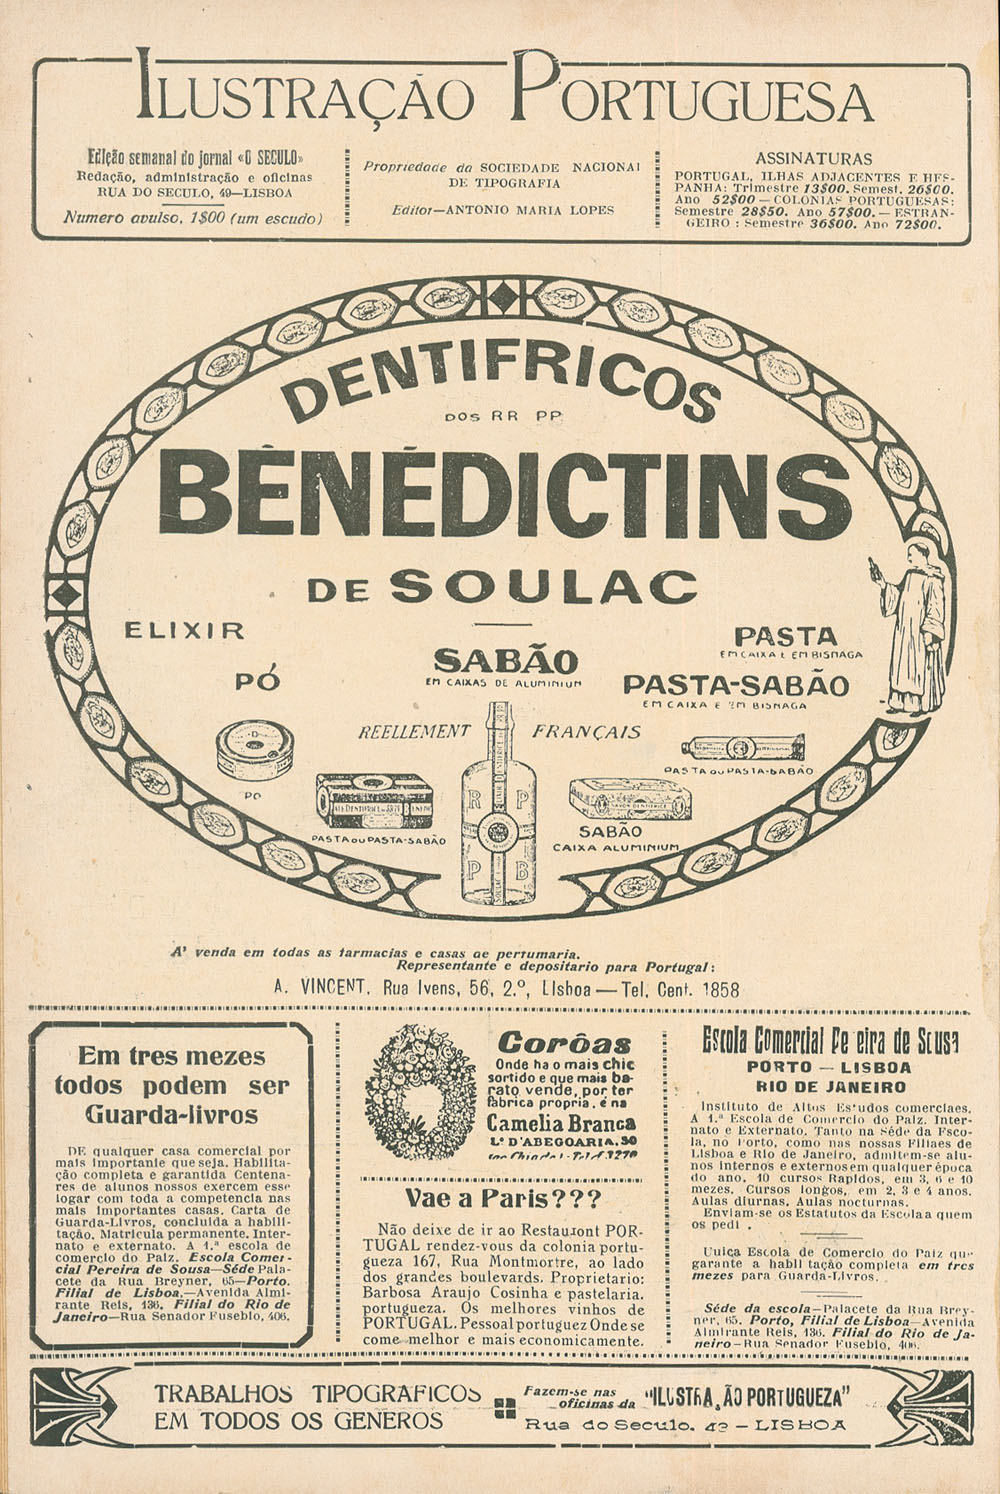 ILUSTRAÇÃO PORTUGUESA
Edição semanal do jornal «O SECULO»
Redação, administração e oficinas
RUA DO SECULO, 49—LISBOA
Numero avulso, 1$00 (um escudo)
Propriedade da SOCIEDADE NACIONAL
DE TIPOGRAFIA
Editor—ANTONIO MARIA LOPES
ASSINATURAS
PORTUGAL, ILHAS ADJACENTES E HES-
PANHA: Trimestre 13$00. Semest. 26$00.
Ano 52$00—COLONIAS PORTUGUESAS:
Semestre 28$50. Ano 57$00.—ESTRAN-
GEIRO: Semestre 36$00. Ano 72$00.
DENTIFRICOS
DOS RR PP
BÉNÉDICTINS
DE SOULAC
ELIXIR
PÓ
SABÃO
EM CAIXAS DE ALUMINIUM
PASTA
EM CAIXA E EM BISNAGA
PASTA-SABÃO
EM CAIXA E EM BISNAGA
RÉELLEMENT FRANÇAIS
PO
PASTA OU PASTA-SABÃO
R P
P B
SOULAC
PASTA OU PASTA-SABÃO
SABÃO
CAIXA ALUMINIUM
A' venda em todas as farmacias e casas de perfumaria.
Representante e depositario para Portugal:
A. VINCENT, Rua Ivens, 56, 2.º, Lisboa—Tel. Cent. 1858
Em tres mezes
todos podem ser
Guarda-livros
DE qualquer casa comercial por
mais importante que seja. Habilita-
ção completa e garantida Centena-
res de alunos nossos exercem esse
logar com toda a competencia nas
mais importantes casas. Carta de
Guarda-Livros, concluida a habili-
tação. Matricula permanente. Inter-
nato e externato. A 1.ª escola de
comercio do Paiz. Escola Comer-
cial Pereira de Sousa—Séde Pala-
cete da Rua Breyner, 65—Porto.
Filial de Lisboa.—Avenida Almi-
rante Reis, 136. Filial do Rio de
Janeiro—Rua Senador Fusebio, 406.
Corôas
Onde ha o mais chic
sortido e que mais ba-
rato vende, por ter
fabrica propria, é na
Camelia Branca
L.º D'ABEGOARIA, 50
(ao Chiado) - Telef 3270
Vae a Paris???
Não deixe de ir ao Restauront POR-
TUGAL rendez-vous da colonia portu-
gueza 167, Rua Montmortre, ao lado
dos grandes boulevards. Proprietario:
Barbosa Araujo Cosinha e pastelaria.
portugueza. Os melhores vinhos de
PORTUGAL. Pessoal portuguez Onde se
come melhor e mais economicamente.
Escola Comercial Pe eira de Sousa
PORTO — LISBOA
RIO DE JANEIRO
Instituto de Altos Estudos comerciaes.
A 1.ª Escola de Comercio do Paiz. Inter-
nato e Externato. Tanto na Séde da Esco-
la, no Porto, como nas nossas Filiaes de
Lisboa e Rio de Janeiro, admitem-se alu-
nos internos e externos em qualquer época
do ano. 10 cursos Rapidos, em 3, 6 e 10
mezes. Cursos longos, em 2, 3 e 4 anos.
Aulas diurnas, Aulas nocturnas.
Enviam-se os Estatutos da Escola a quem
os pedi .
Unica Escola de Comercio do Paiz que
garante a habil tação completa em tres
mezes para Guarda-Livros.
Séde da escola—Palacete da Rua Brey-
ner, 65. Porto, Filial de Lisboa—Avenida
Almirante Reis, 136. Filial do Rio de Ja-
neiro—Rua Senador Fusebio, 406.
TRABALHOS TIPOGRAFICOS
EM TODOS OS GENEROS
Fazem-se nas
oficinas da "ILUSTRAÇÃO PORTUGUEZA"
Rua do Seculo, 43 — LISBOA